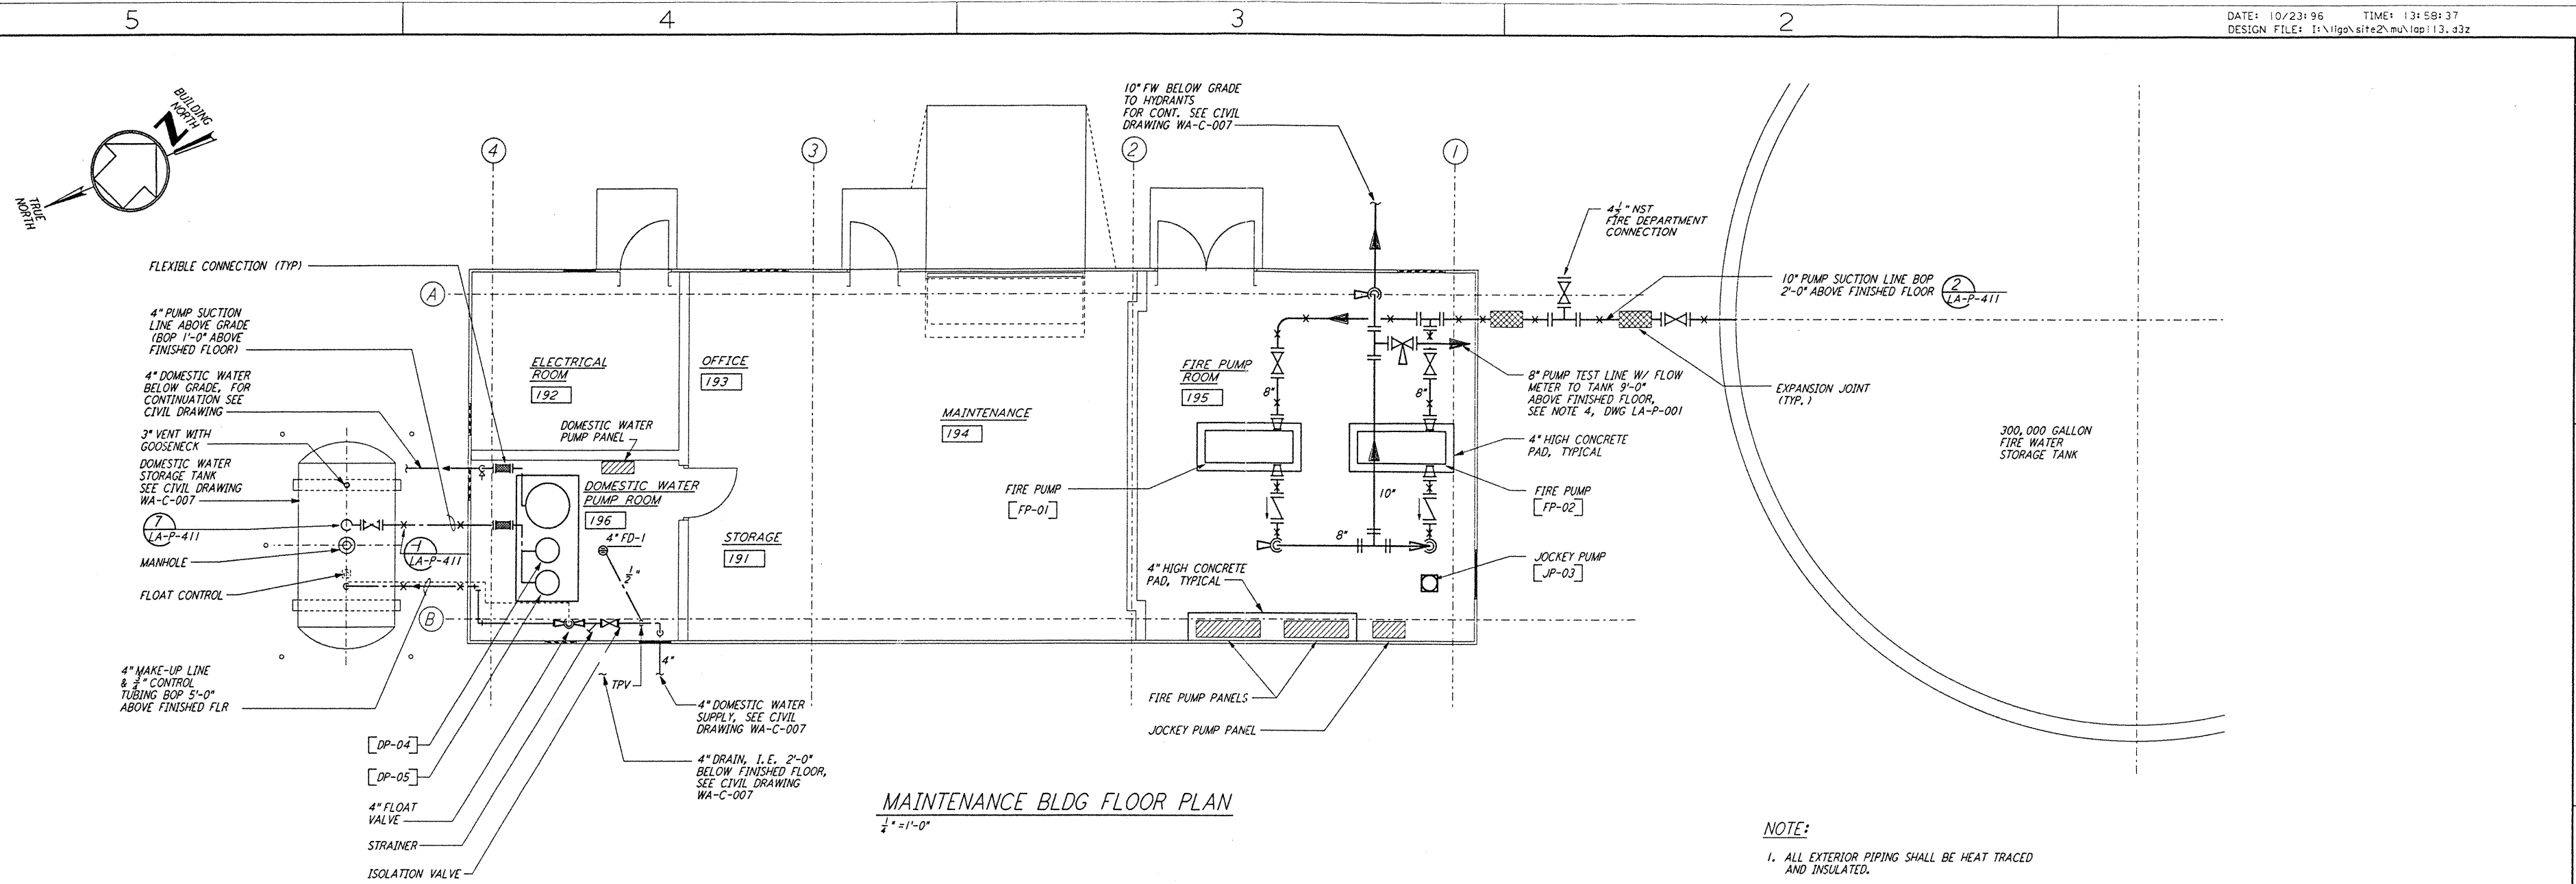 5
4
3
2
DATE: 10/23:96 TIME: 13:58:37
DESIGN FILE: I:\ligo\site2\mu\lapi13.d3z
BUILDING
NORTH
TRUE
NORTH
4
3
2
1
A
B
10" FW BELOW GRADE
TO HYDRANTS
FOR CONT. SEE CIVIL
DRAWING WA-C-007
4 1/2" NST
FIRE DEPARTMENT
CONNECTION
10" PUMP SUCTION LINE BOP
2'-0" ABOVE FINISHED FLOOR
2
LA-P-411
FLEXIBLE CONNECTION (TYP)
4" PUMP SUCTION
LINE ABOVE GRADE
(BOP 1'-0" ABOVE
FINISHED FLOOR)
4" DOMESTIC WATER
BELOW GRADE, FOR
CONTINUATION SEE
CIVIL DRAWING
3" VENT WITH
GOOSENECK
DOMESTIC WATER
STORAGE TANK
SEE CIVIL DRAWING
WA-C-007
7
LA-P-411
MANHOLE
1
LA-P-411
FLOAT CONTROL
4" MAKE-UP LINE
& 3/4" CONTROL
TUBING BOP 5'-0"
ABOVE FINISHED FLR
ELECTRICAL
ROOM
192
OFFICE
193
DOMESTIC WATER
PUMP PANEL
DOMESTIC WATER
PUMP ROOM
196
4" FD-1
1/2"
STORAGE
191
MAINTENANCE
194
FIRE PUMP
ROOM
195
8"
8"
10"
8"
FIRE PUMP
FP-01
8" PUMP TEST LINE W/ FLOW
METER TO TANK 9'-0"
ABOVE FINISHED FLOOR,
SEE NOTE 4, DWG LA-P-001
EXPANSION JOINT
(TYP.)
4" HIGH CONCRETE
PAD, TYPICAL
FIRE PUMP
FP-02
JOCKEY PUMP
JP-03
4" HIGH CONCRETE
PAD, TYPICAL
300,000 GALLON
FIRE WATER
STORAGE TANK
FIRE PUMP PANELS
JOCKEY PUMP PANEL
TPV
4"
4" DOMESTIC WATER
SUPPLY, SEE CIVIL
DRAWING WA-C-007
4" DRAIN, I.E. 2'-0"
BELOW FINISHED FLOOR,
SEE CIVIL DRAWING
WA-C-007
DP-04
DP-05
4" FLOAT
VALVE
STRAINER
ISOLATION VALVE
MAINTENANCE BLDG FLOOR PLAN
1/4" =1'-0"
NOTE:
1. ALL EXTERIOR PIPING SHALL BE HEAT TRACED
AND INSULATED.